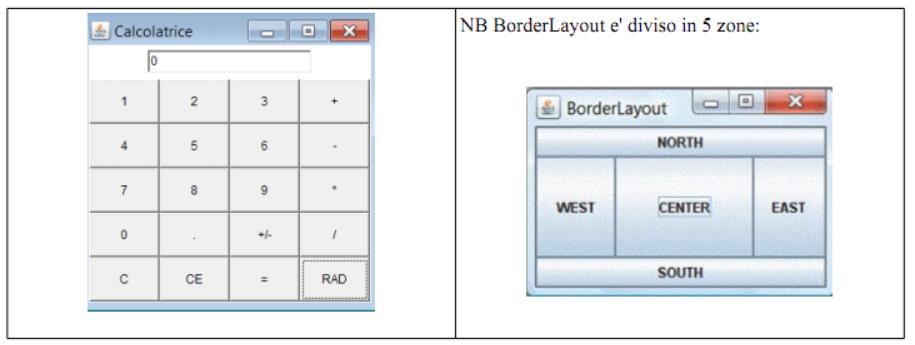 Calcolatrice
0
1 2 3 +
4 5 6 -
7 8 9 *
0 . +/- /
C CE = RAD
NB BorderLayout e' diviso in 5 zone:
BorderLayout
NORTH
WEST CENTER EAST
SOUTH